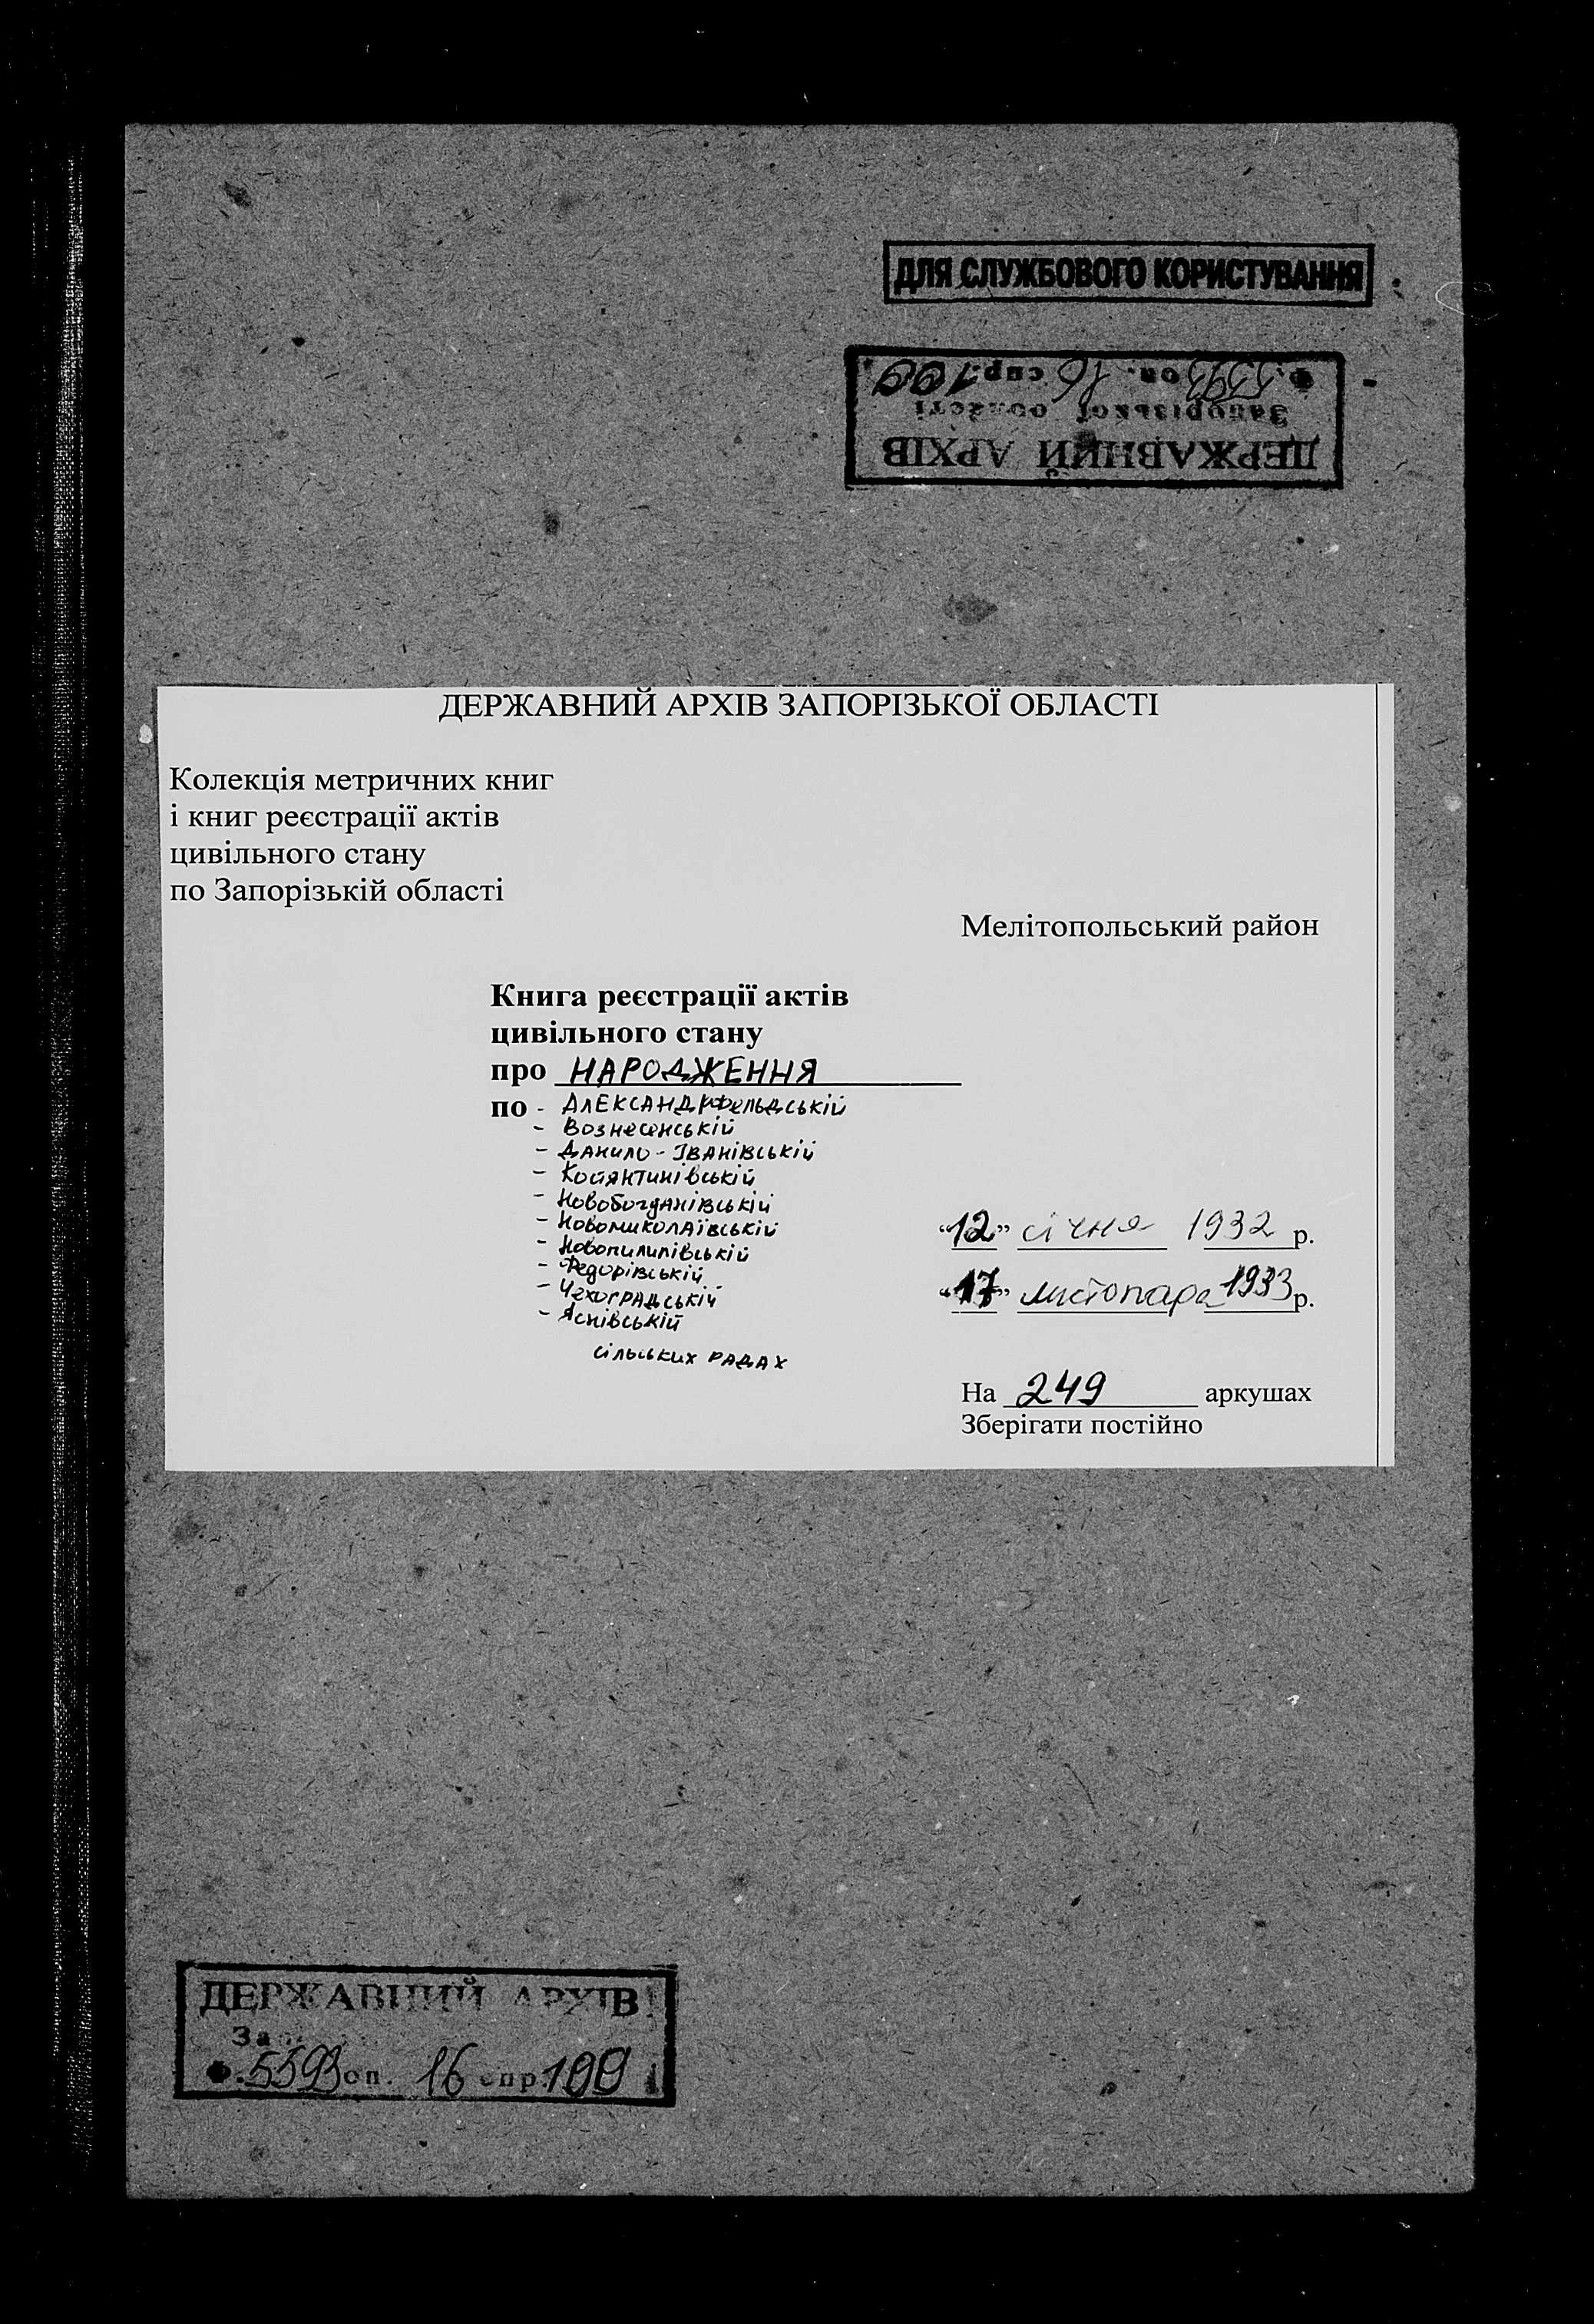 ДЛЯ СЛУЖБОВОГО КОРИСТУВАННЯ
ДЕРЖАВНИЙ АРХІВ
Запорізької області
Ф. 5593 оп. 16 спр. 100
ДЕРЖАВНИЙ АРХІВ ЗАПОРІЗЬКОЇ ОБЛАСТІ
Колекція метричних книг
і книг реєстрації актів
цивільного стану
по Запорізькій області
Мелітопольський район
Книга реєстрації актів
цивільного стану
про НАРОДЖЕННЯ
по - Александрфельдській
- Вознесенській
- Данило-Іванівській
- Костянтинівській
- Новобогданівській
- Новомиколаївській
- Новопилипівській
- Федорівській
- Чехоградській
- Яснівській
сільських радах
"12" січня 1932 р.
"17" листопада 1933 р.
На 249 аркушах
Зберігати постійно
ДЕРЖАВНИЙ АРХІВ
Ф. 5593 оп. 16 спр. 100